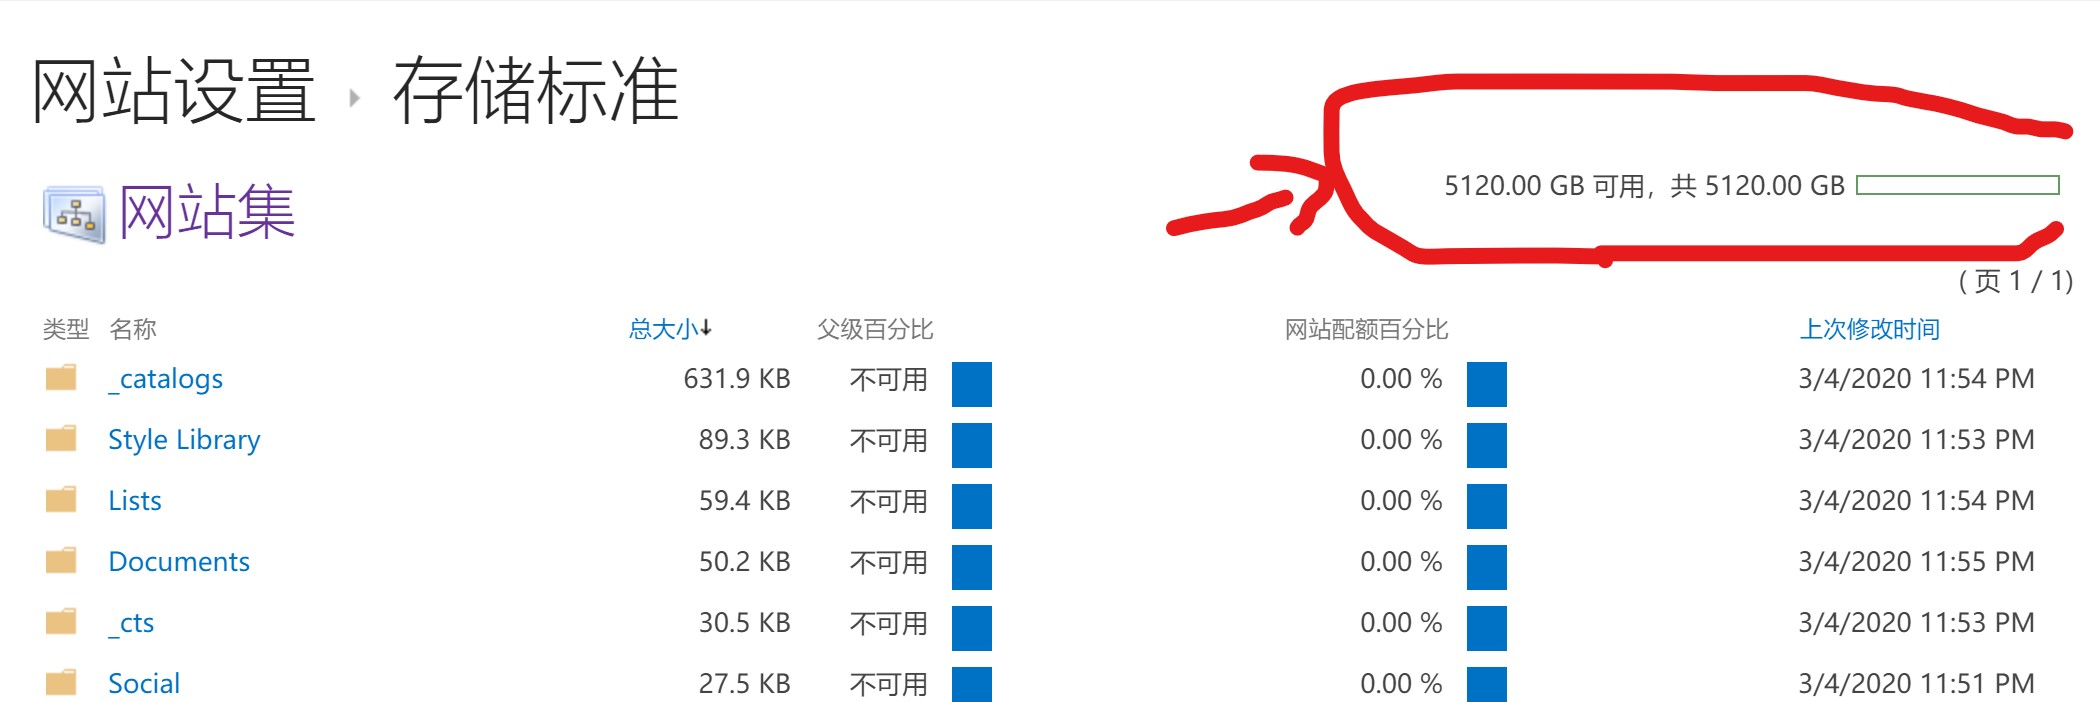 网站设置 ▸ 存储标准
5120.00 GB 可用，共 5120.00 GB
网站集
( 页 1 / 1)
类型 名称 总大小↓ 父级百分比 网站配额百分比 上次修改时间
_catalogs 631.9 KB 不可用 0.00 % 3/4/2020 11:54 PM
Style Library 89.3 KB 不可用 0.00 % 3/4/2020 11:53 PM
Lists 59.4 KB 不可用 0.00 % 3/4/2020 11:54 PM
Documents 50.2 KB 不可用 0.00 % 3/4/2020 11:55 PM
_cts 30.5 KB 不可用 0.00 % 3/4/2020 11:53 PM
Social 27.5 KB 不可用 0.00 % 3/4/2020 11:51 PM